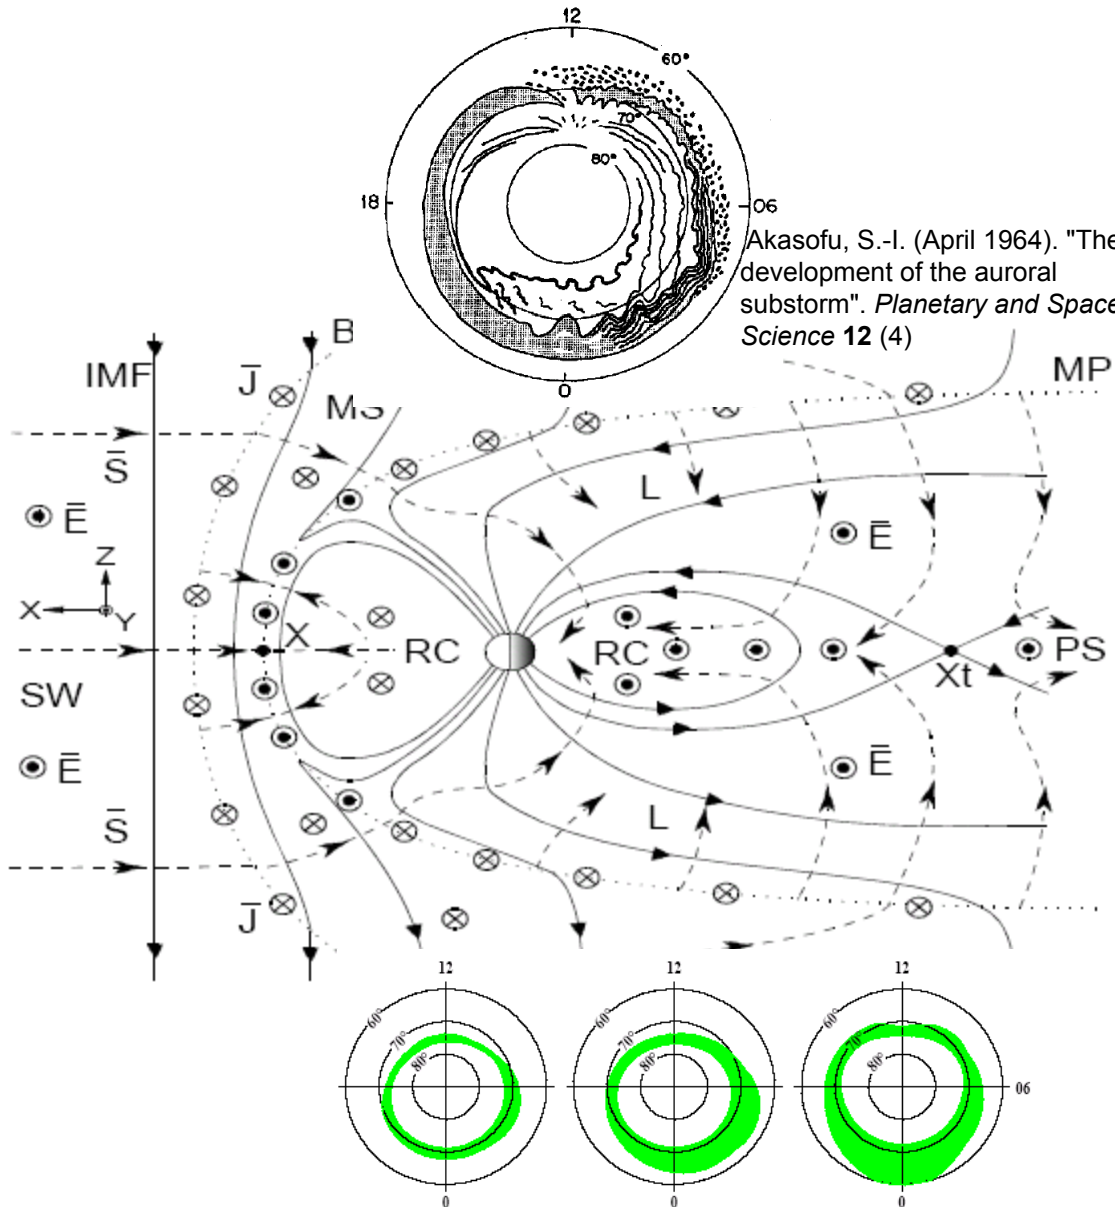 12
60°
70°
80°
18
06
0
Akasofu, S.-I. (April 1964). "The
development of the auroral
substorm". Planetary and Space
Science 12 (4)
IMF
B
J̅
MS
MP
S̅
L
E̅
E̅
Z
X
Y
X
RC
RC
Xt
PS
SW
E̅
E̅
S̅
L
J̅
12
12
12
60°
70°
80°
60°
70°
80°
60°
70°
80°
06
0
0
0